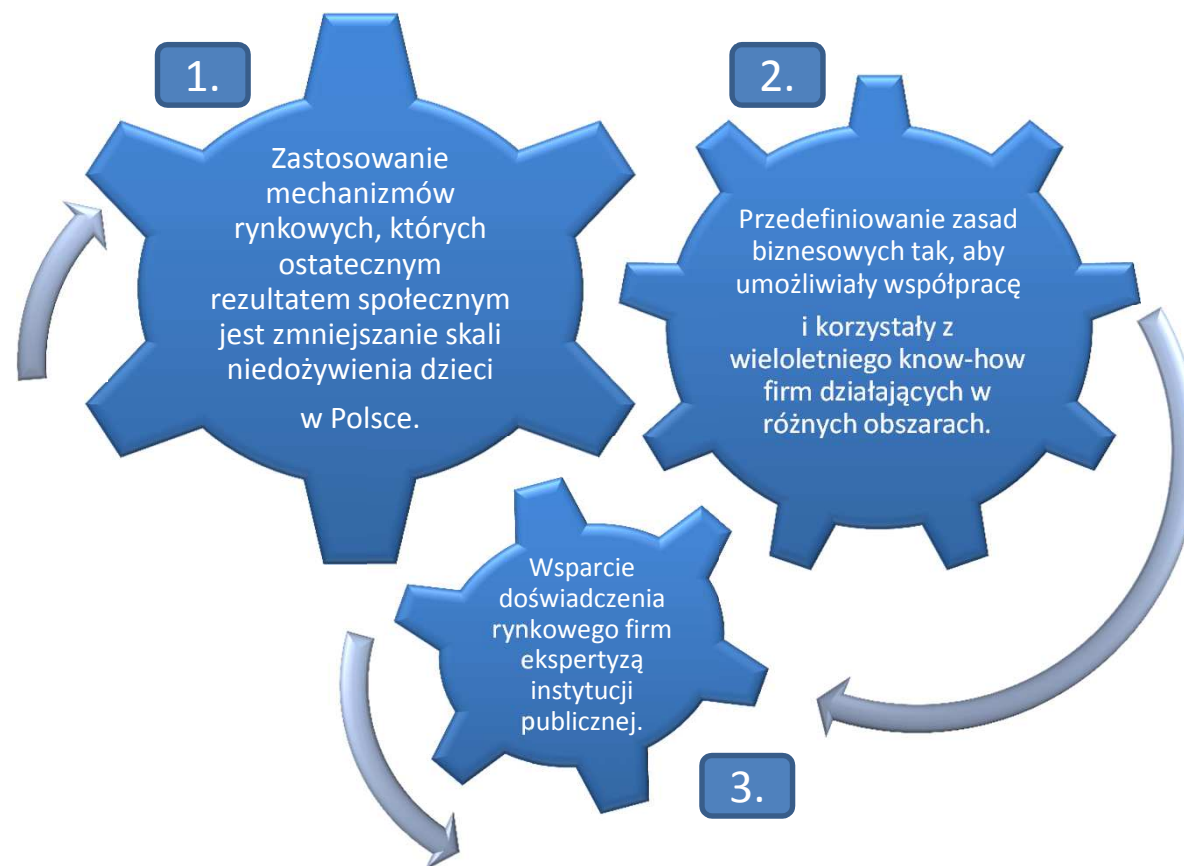 1.
Zastosowanie
mechanizmów
rynkowych, których
ostatecznym
rezultatem społecznym
jest zmniejszanie skali
niedożywienia dzieci
w Polsce.
2.
Przedefiniowanie zasad
biznesowych tak, aby
umożliwiały współpracę
i korzystały z
wieloletniego know-how
firm działających w
różnych obszarach.
Wsparcie
doświadczenia
rynkowego firm
ekspertyzą
instytucji
publicznej.
3.